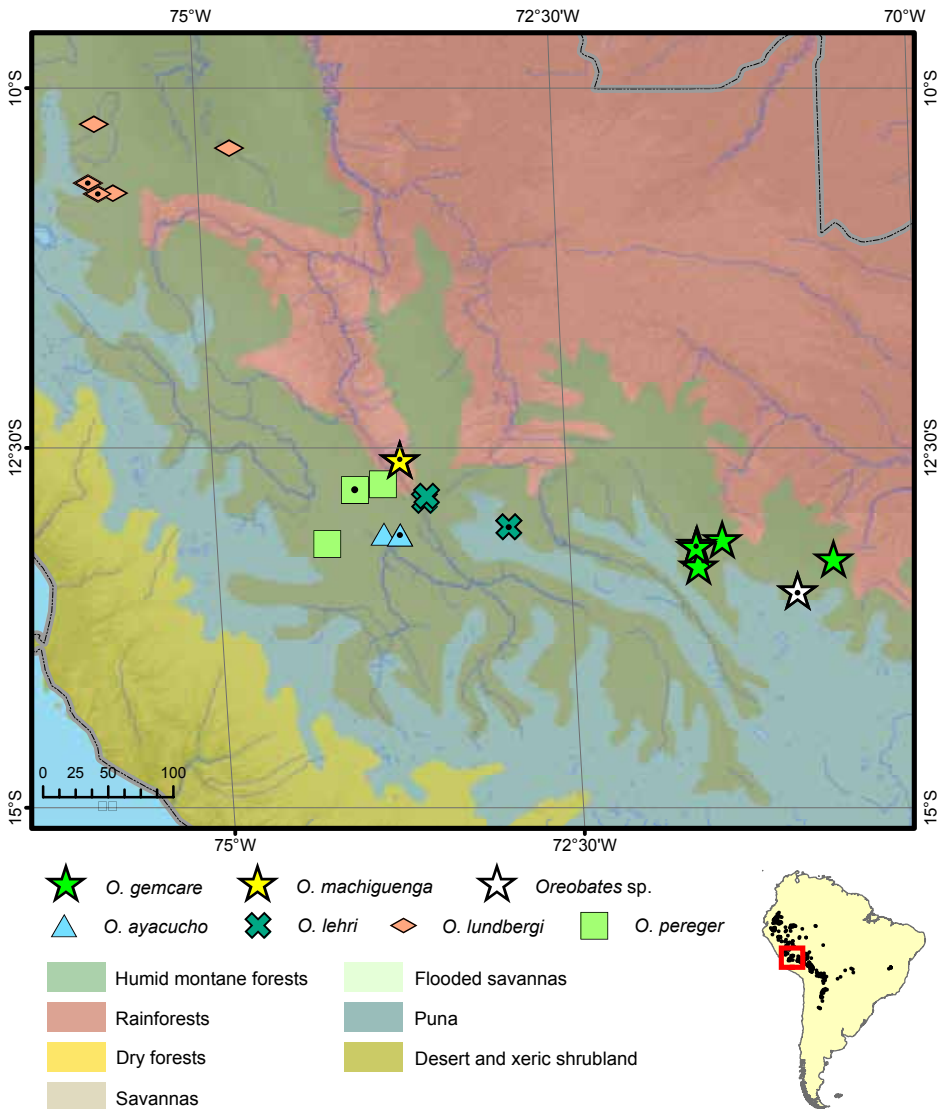 75°W 72°30'W 70°W
10°S 10°S
12°30'S 12°30'S
0 25 50 100
15°S 15°S
75°W 72°30'W
O. gemcare O. machiguenga Oreobates sp.
O. ayacucho O. lehri O. lundbergi O. pereger
Humid montane forests Flooded savannas
Rainforests Puna
Dry forests Desert and xeric shrubland
Savannas